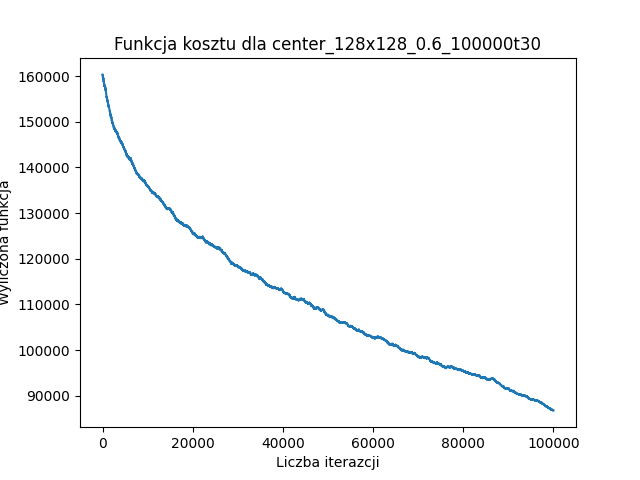 Funkcja kosztu dla center_128x128_0.6_100000t30
160000
150000
140000
130000
120000
110000
100000
90000
Wyliczona funkcja
0 20000 40000 60000 80000 100000
Liczba iterazcji